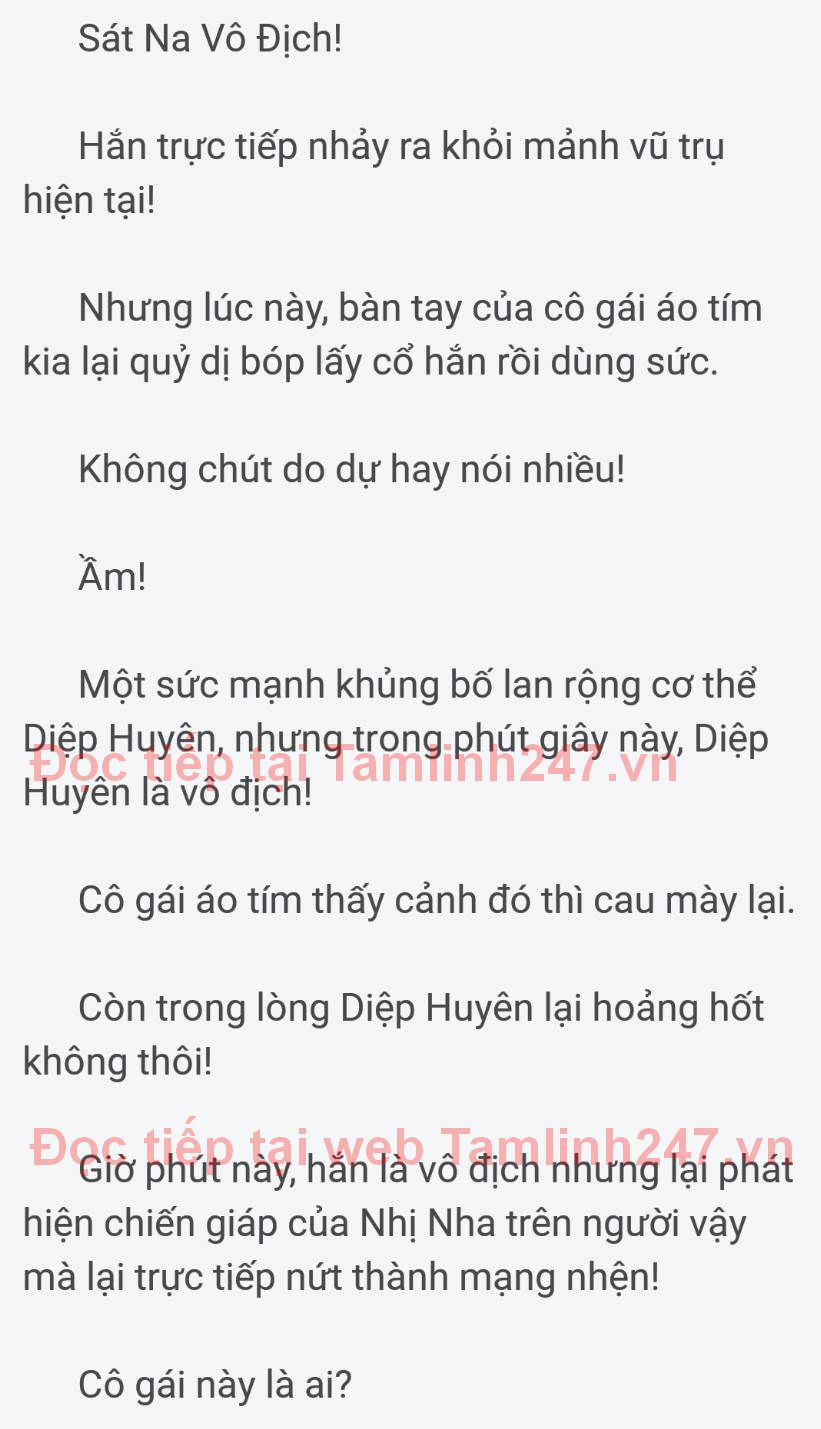 Sát Na Vô Địch!
Hắn trực tiếp nhảy ra khỏi mảnh vũ trụ
hiện tại!
Nhưng lúc này, bàn tay của cô gái áo tím
kia lại quỷ dị bóp lấy cổ hắn rồi dùng sức.
Không chút do dự hay nói nhiều!
Ầm!
Một sức mạnh khủng bố lan rộng cơ thể
Diệp Huyên, nhưng trong phút giây này, Diệp
Đọc tiếp tại Tamlinh247.vn
Huyên là vô địch!
Cô gái áo tím thấy cảnh đó thì cau mày lại.
Còn trong lòng Diệp Huyên lại hoảng hốt
không thôi!
Đọc tiếp tại web Tamlinh247.vn
Giờ phút này, hắn là vô địch nhưng lại phát
hiện chiến giáp của Nhị Nha trên người vậy
mà lại trực tiếp nứt thành mạng nhện!
Cô gái này là ai?